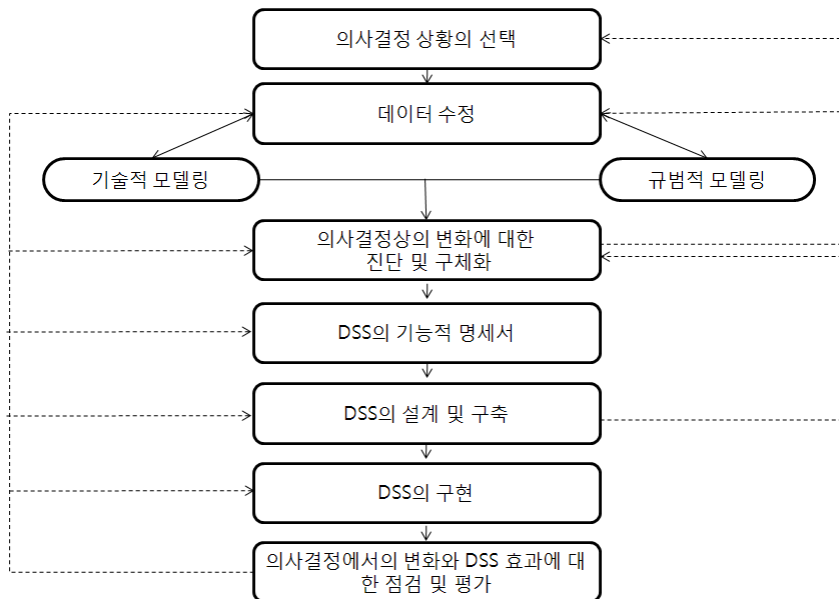 의사결정 상황의 선택
데이터 수정
기술적 모델링
규범적 모델링
의사결정상의 변화에 대한
진단 및 구체화
DSS의 기능적 명세서
DSS의 설계 및 구축
DSS의 구현
의사결정에서의 변화와 DSS 효과에 대
한 점검 및 평가